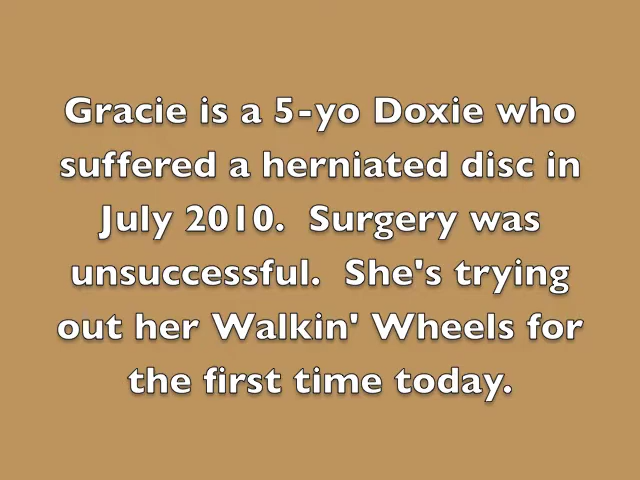 Gracie is a 5-yo Doxie who
suffered a herniated disc in
July 2010.  Surgery was
unsuccessful.  She's trying
out her Walkin' Wheels for
the first time today.